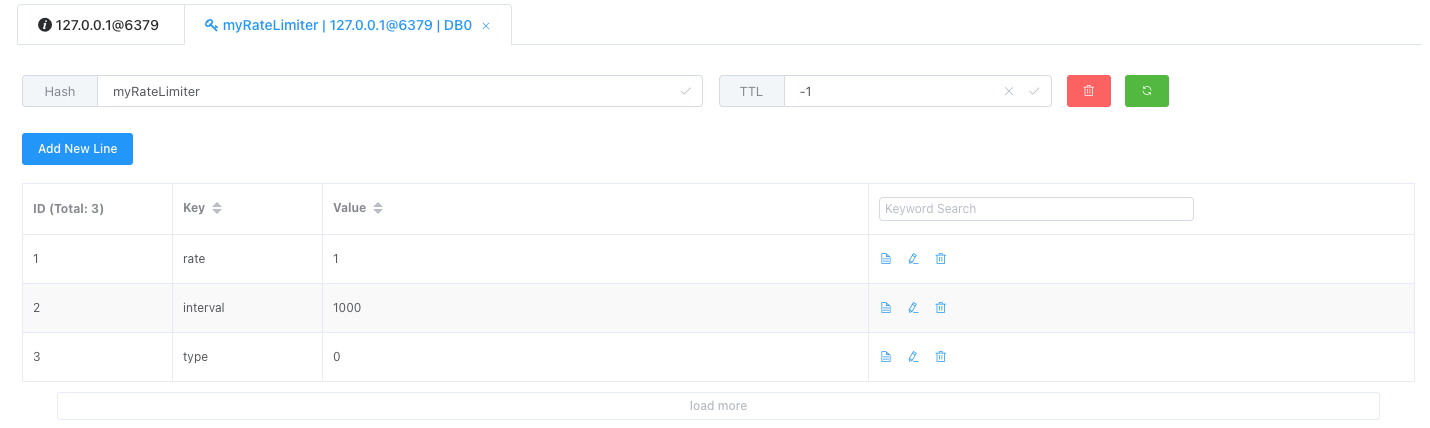 127.0.0.1@6379 myRateLimiter | 127.0.0.1@6379 | DB0
Hash myRateLimiter TTL -1
Add New Line
ID (Total: 3) Key Value Keyword Search
1 rate 1
2 interval 1000
3 type 0
load more